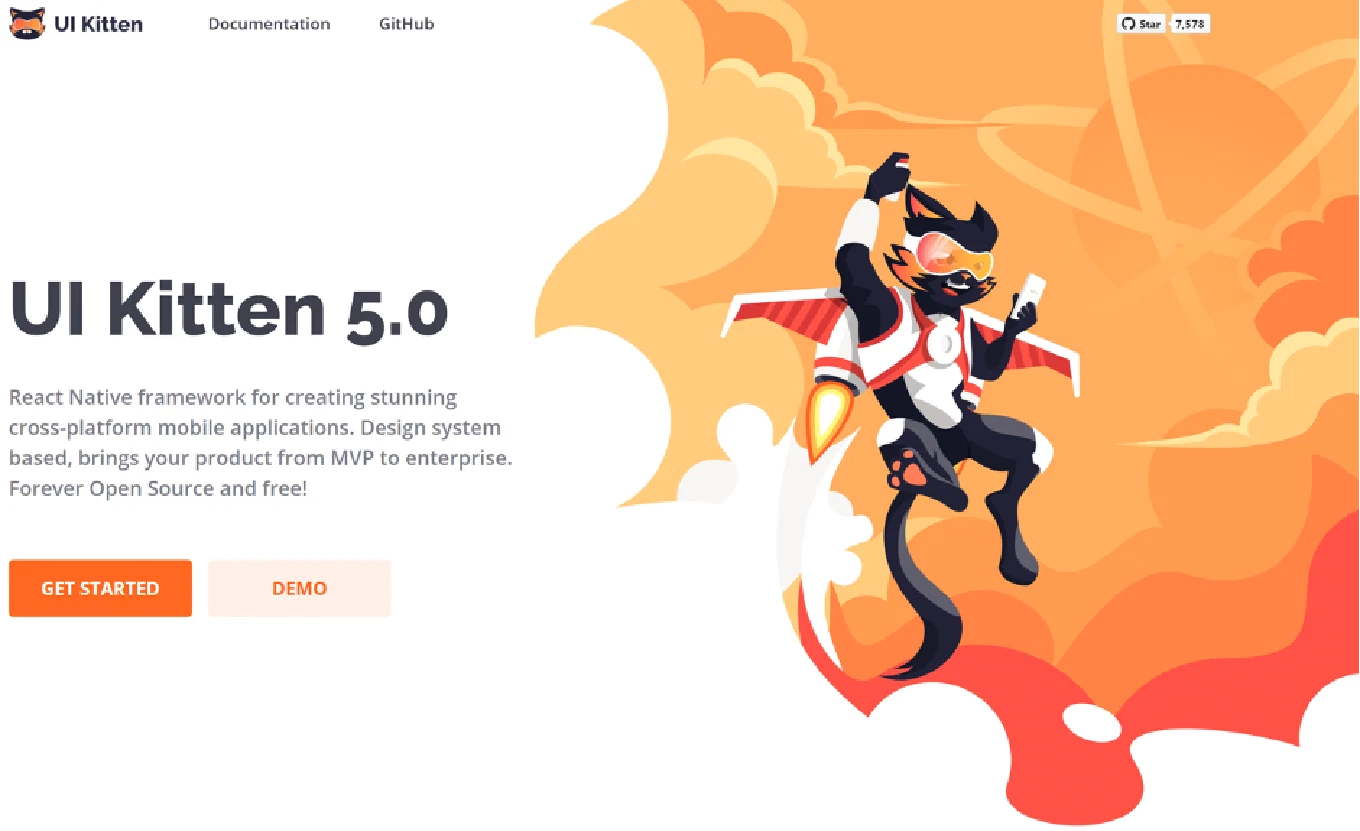 UI Kitten
Documentation
GitHub
Star
7,578
UI Kitten 5.0
React Native framework for creating stunning
cross-platform mobile applications. Design system
based, brings your product from MVP to enterprise.
Forever Open Source and free!
GET STARTED
DEMO